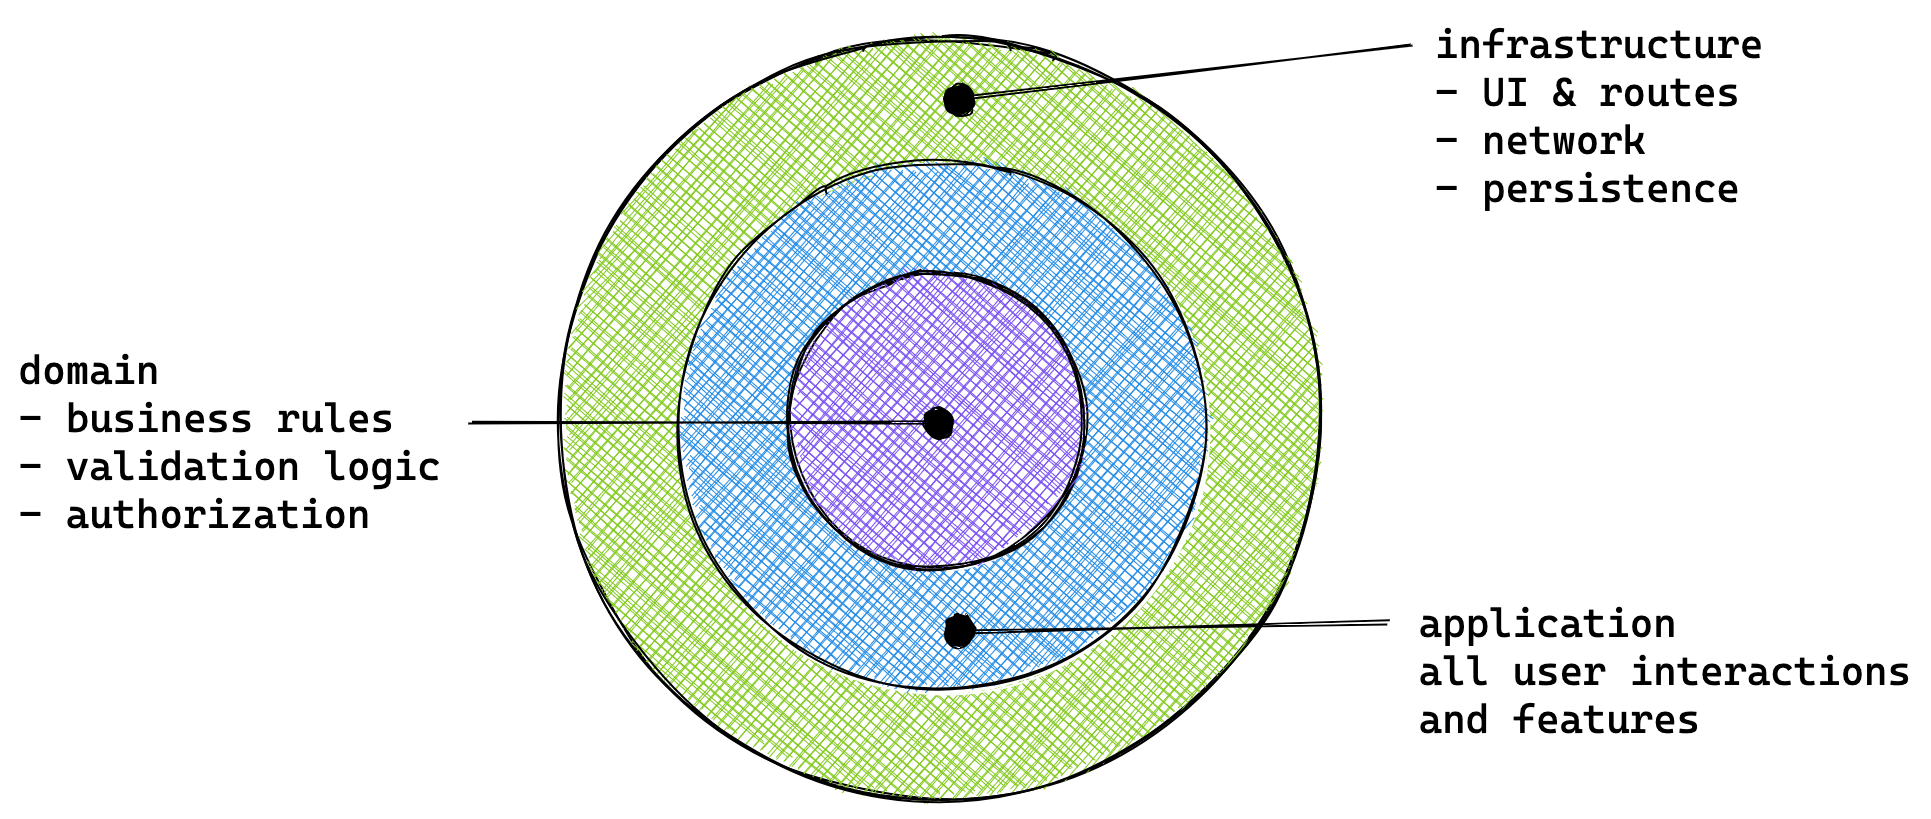 infrastructure
- UI & routes
- network
- persistence
domain
- business rules
- validation logic
- authorization
application
all user interactions
and features